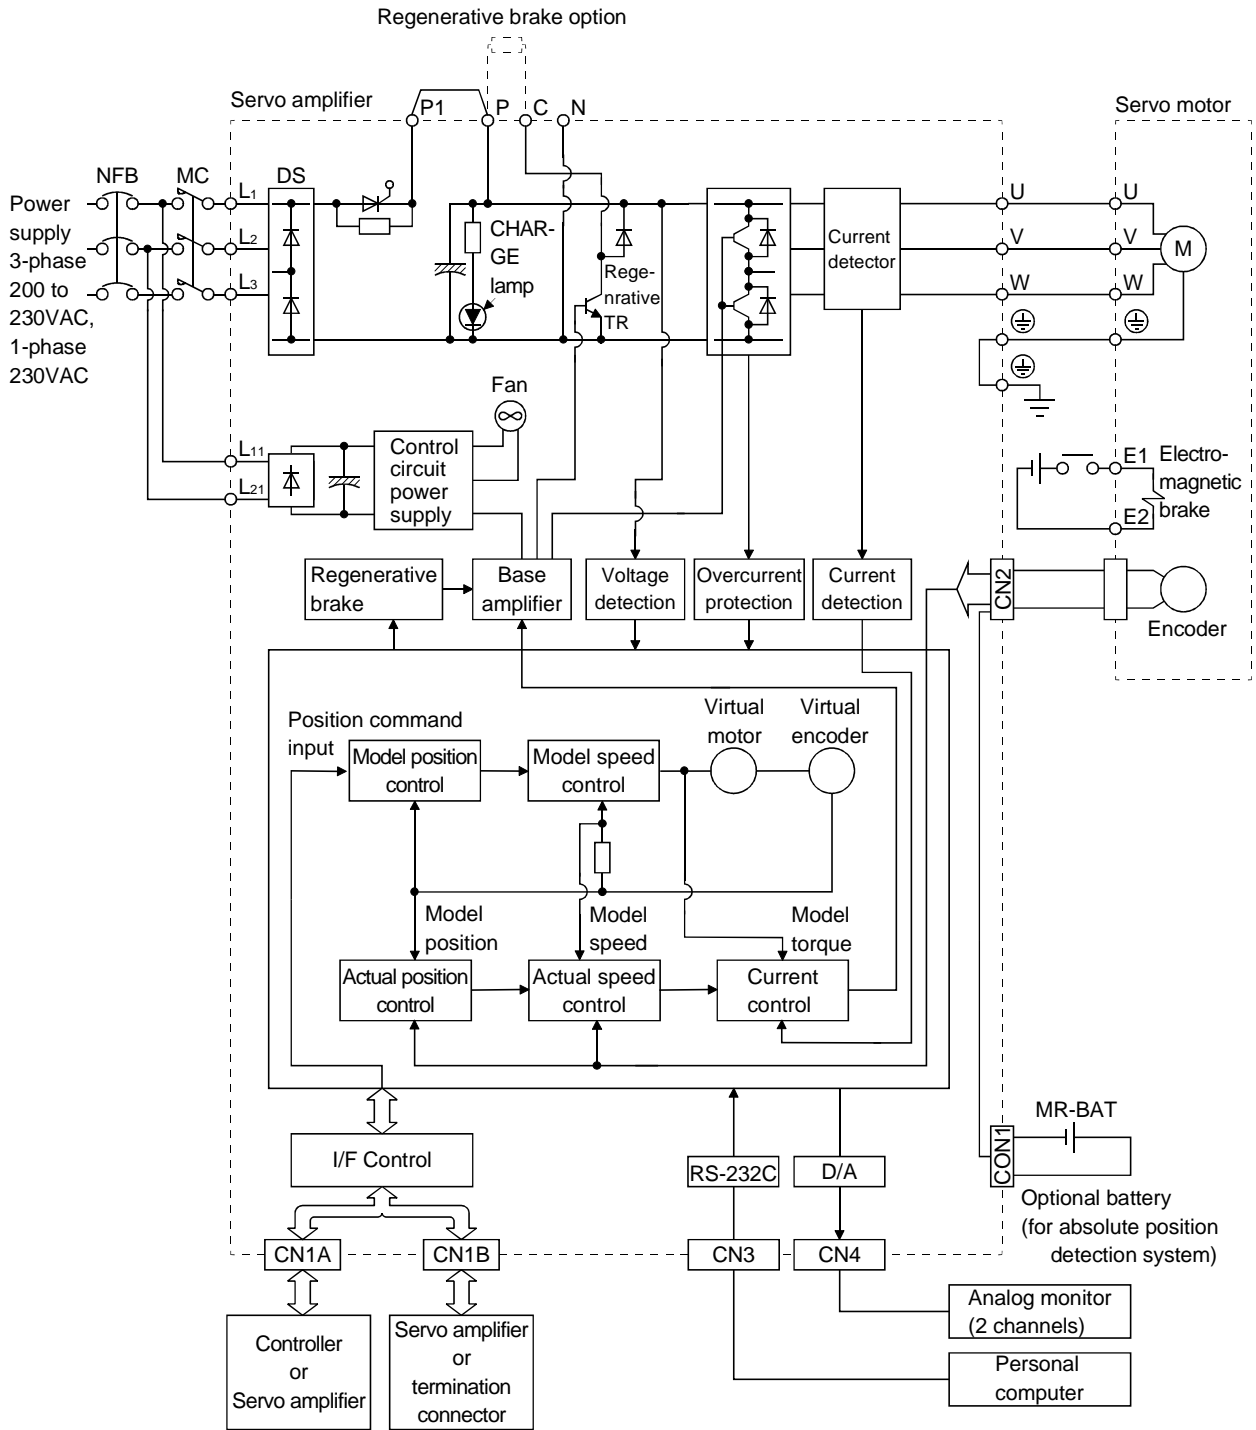 Regenerative brake option
Servo amplifier
P1
P
C
N
Servo motor
NFB
MC
DS
L1
L2
L3
Power
supply
3-phase
200 to
230VAC,
1-phase
230VAC
CHAR-
GE
lamp
Rege-
nrative
TR
Current
detector
U
V
W
U
V
W
M
Fan
L11
L21
Control
circuit
power
supply
E1
E2
Electro-
magnetic
brake
Regenerative
brake
Base
amplifier
Voltage
detection
Overcurrent
protection
Current
detection
CN2
Encoder
Position command
input
Model position
control
Model speed
control
Virtual
motor
Virtual
encoder
Model
position
Model
speed
Model
torque
Actual position
control
Actual speed
control
Current
control
I/F Control
RS-232C
D/A
CON1
MR-BAT
Optional battery
(for absolute position
detection system)
CN1A
CN1B
CN3
CN4
Controller
or
Servo amplifier
Servo amplifier
or
termination
connector
Analog monitor
(2 channels)
Personal
computer